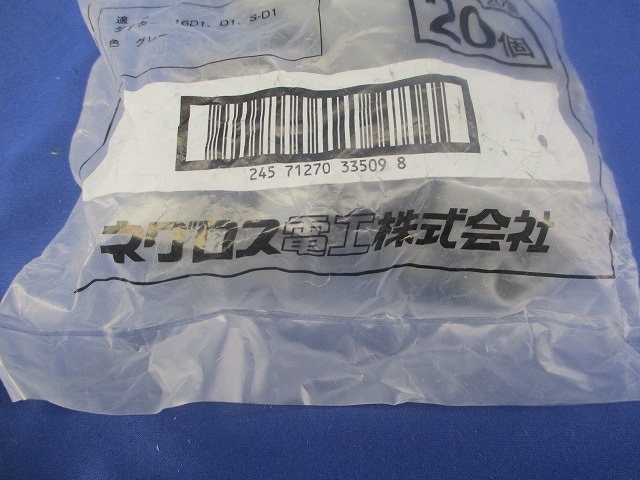 適
ダクター 16D1、D1、S-D1
色 グレー
20個
245 71270 33509 8
ネグロス電工株式会社